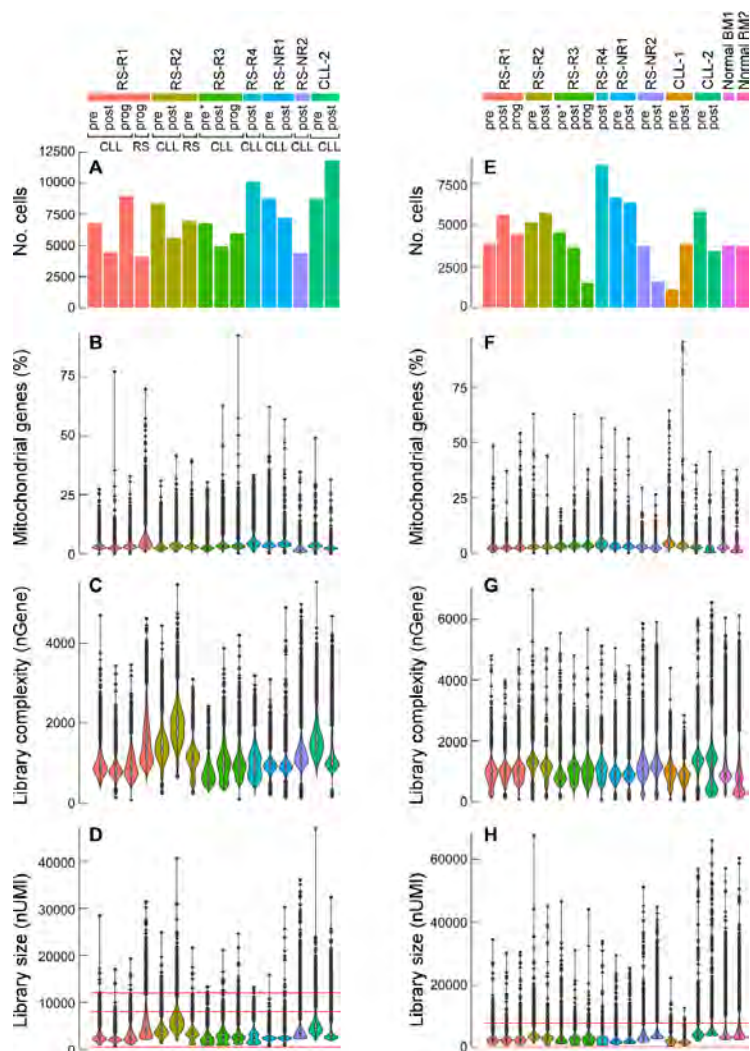 RS-R1 RS-R2 RS-R3 RS-R4 RS-NR1 RS-NR2 CLL-2
pre post prog prog pre post pre pre* post prog post pre post pre pre post
CLL RS CLL RS CLL CLL CLL CLL CLL
A
No. cells
12500
10000
7500
5000
2500
0
B
Mitochondrial genes (%)
75
50
25
0
C
Library complexity (nGene)
4000
2000
0
D
Library size (nUMI)
40000
30000
20000
10000
0
RS-R1 RS-R2 RS-R3 RS-R4 RS-NR1 RS-NR2 CLL-1 CLL-2 Normal BM1 Normal BM2
pre post prog pre post pre* post prog post pre post pre post pre post pre post
E
No. cells
7500
5000
2500
0
F
Mitochondrial genes (%)
75
50
25
0
G
Library complexity (nGene)
6000
4000
2000
0
H
Library size (nUMI)
60000
40000
20000
0